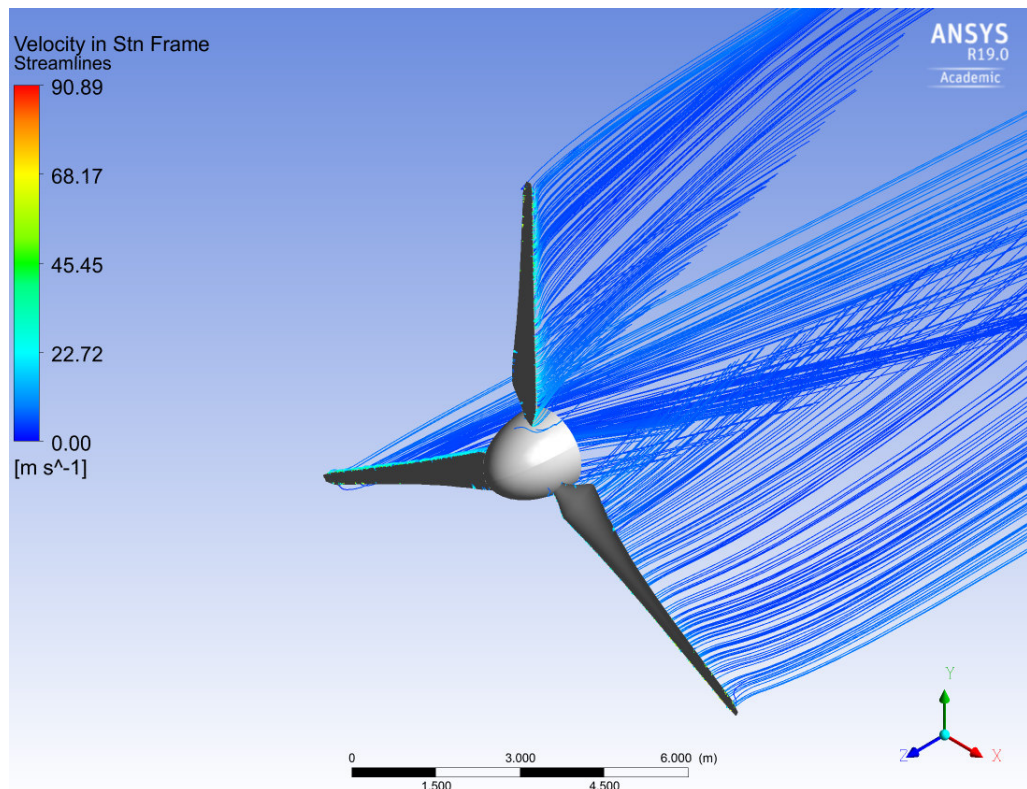 Velocity in Stn Frame
Streamlines
90.89
68.17
45.45
22.72
0.00
[m s^-1]
ANSYS
R19.0
Academic
Y
Z
X
0 3.000 6.000 (m)
1.500 4.500